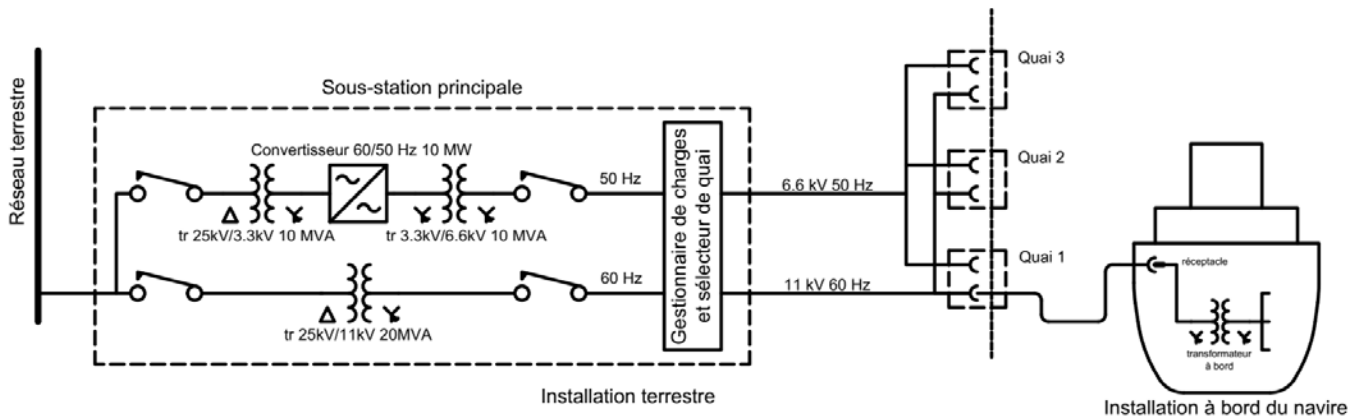 Réseau terrestre
Sous-station principale
Convertisseur 60/50 Hz 10 MW
tr 25kV/3.3kV 10 MVA
tr 3.3kV/6.6kV 10 MVA
50 Hz
tr 25kV/11kV 20MVA
60 Hz
Gestionnaire de charges
et sélecteur de quai
6.6 kV 50 Hz
11 kV 60 Hz
Quai 3
Quai 2
Quai 1
réceptacle
transformateur
à bord
Installation terrestre
Installation à bord du navire